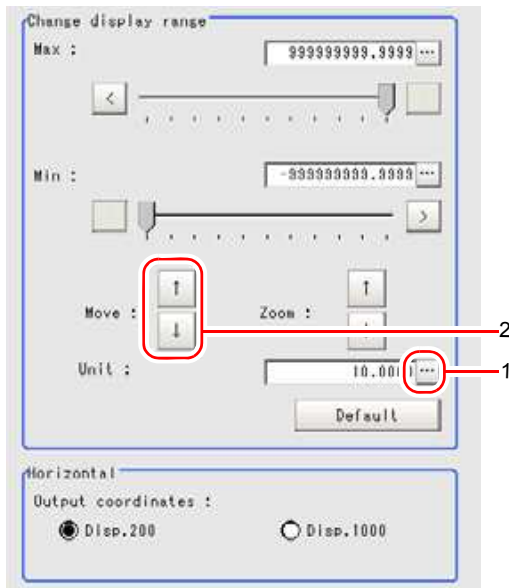 Change display range
Max : 999999999.9999 ...
<
Min : -999999999.9999 ...
>
Move : ↑ Zoom : ↑
↓ ↓
2
Unit : 10.000 ...
1
Default
Horizontal
Output coordinates :
Disp.200 Disp.1000